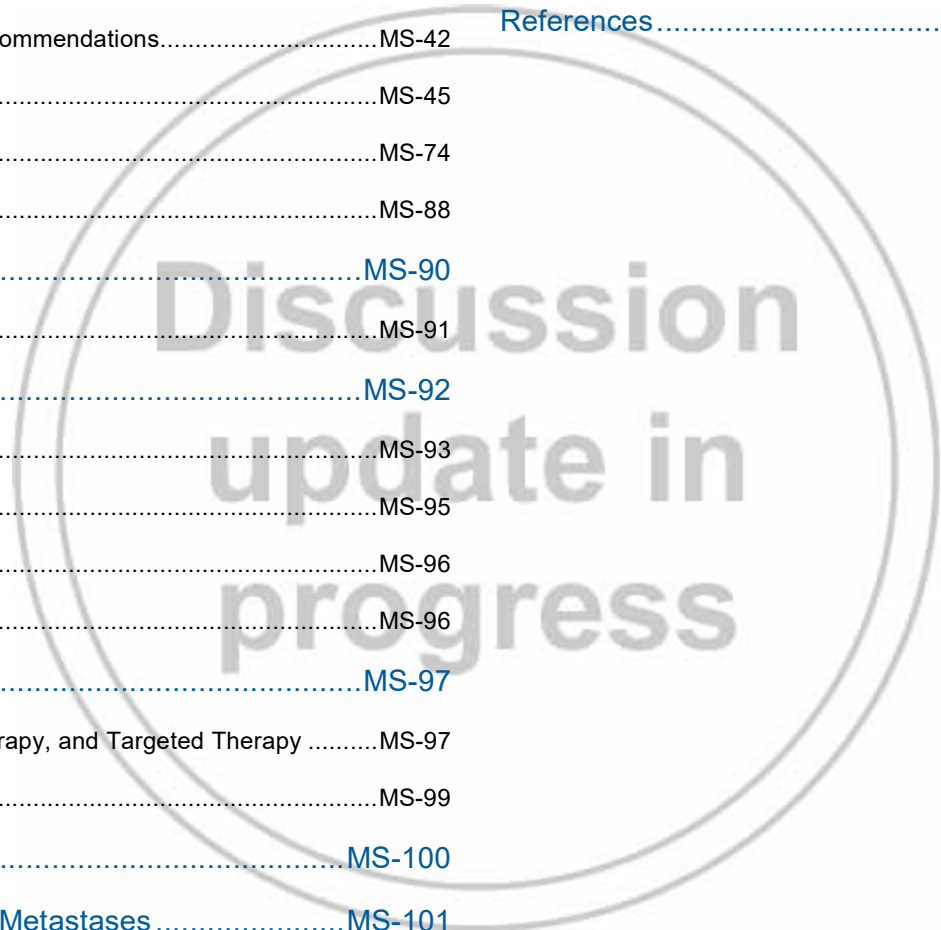 ommendations......................................MS-42
......................................................MS-45
......................................................MS-74
......................................................MS-88
......................................................MS-90
......................................................MS-91
......................................................MS-92
......................................................MS-93
......................................................MS-95
......................................................MS-96
......................................................MS-96
......................................................MS-97
rapy, and Targeted Therapy ..........MS-97
......................................................MS-99
......................................................MS-100
Metastases ........................MS-101
References....................................
Discussion
update in
progress